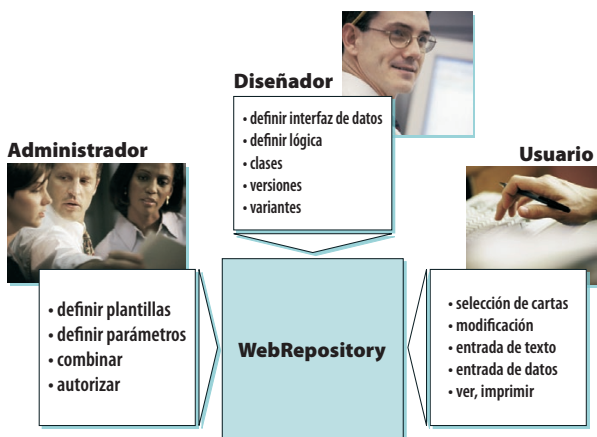 Diseñador
• definir interfaz de datos
• definir lógica
• clases
• versiones
• variantes
Administrador
• definir plantillas
• definir parámetros
• combinar
• autorizar
WebRepository
Usuario
• selección de cartas
• modificación
• entrada de texto
• entrada de datos
• ver, imprimir